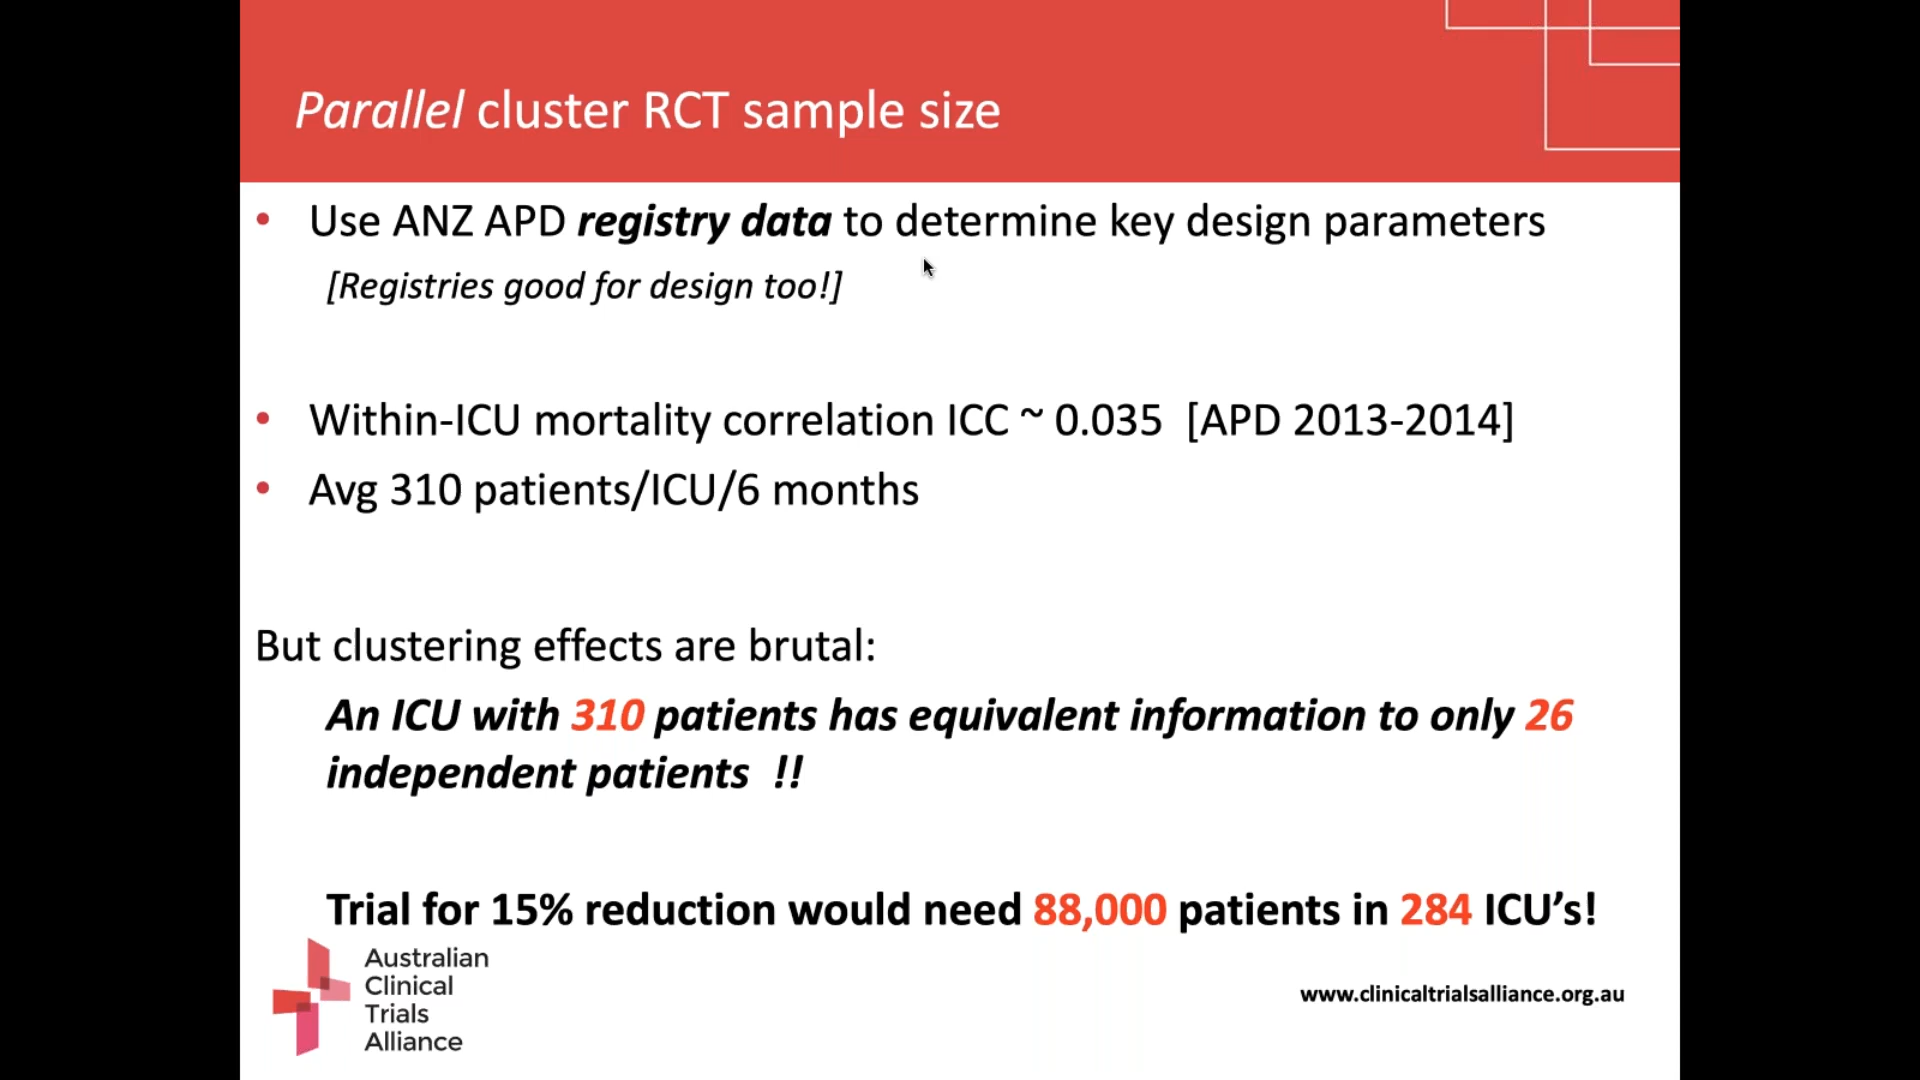 Parallel cluster RCT sample size
• Use ANZ APD registry data to determine key design parameters
[Registries good for design too!]
• Within-ICU mortality correlation ICC ~ 0.035 [APD 2013-2014]
• Avg 310 patients/ICU/6 months
But clustering effects are brutal:
An ICU with 310 patients has equivalent information to only 26
independent patients !!
Trial for 15% reduction would need 88,000 patients in 284 ICU’s!
Australian
Clinical
Trials
Alliance
www.clinicaltrialsalliance.org.au